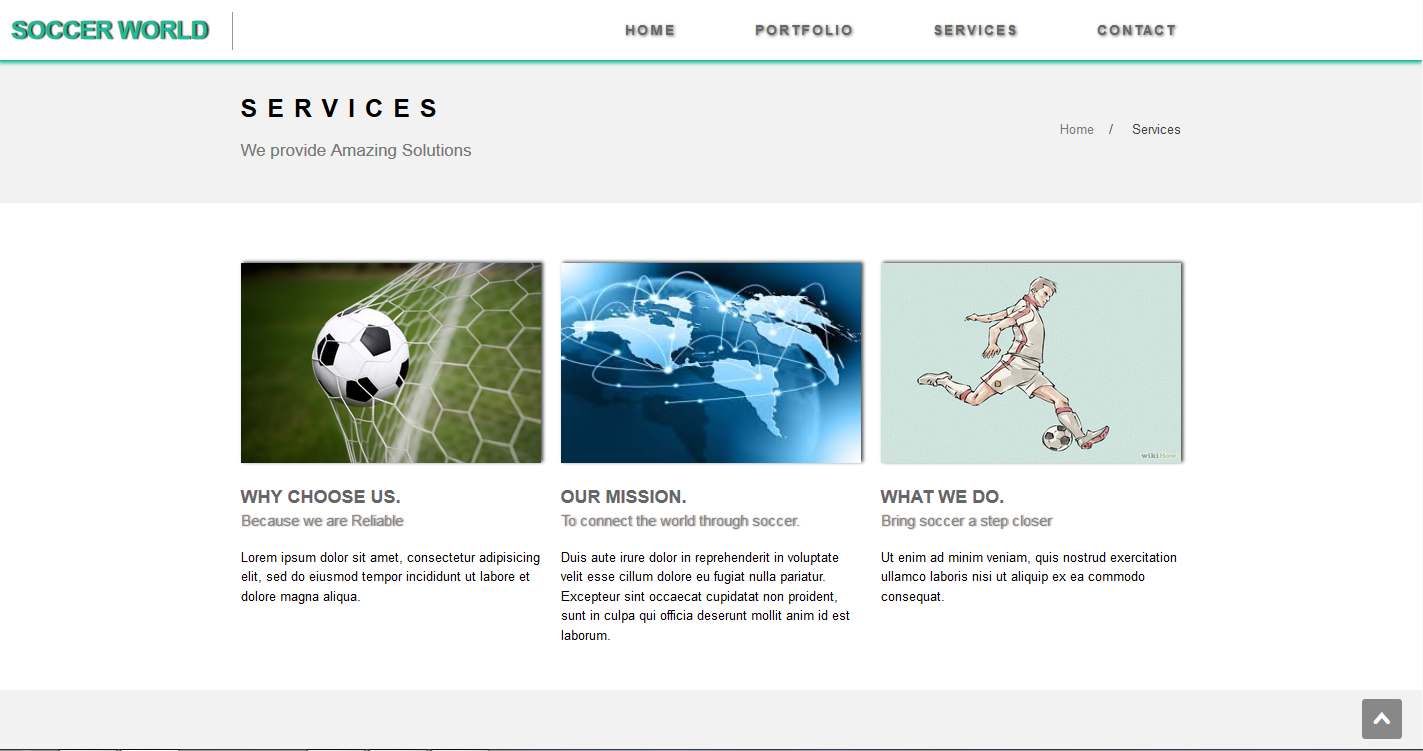 SOCCER WORLD
HOME PORTFOLIO SERVICES CONTACT
SERVICES
We provide Amazing Solutions
Home / Services
wikiHow
WHY CHOOSE US.
Because we are Reliable
Lorem ipsum dolor sit amet, consectetur adipisicing
elit, sed do eiusmod tempor incididunt ut labore et
dolore magna aliqua.
OUR MISSION.
To connect the world through soccer.
Duis aute irure dolor in reprehenderit in voluptate
velit esse cillum dolore eu fugiat nulla pariatur.
Excepteur sint occaecat cupidatat non proident,
sunt in culpa qui officia deserunt mollit anim id est
laborum.
WHAT WE DO.
Bring soccer a step closer
Ut enim ad minim veniam, quis nostrud exercitation
ullamco laboris nisi ut aliquip ex ea commodo
consequat.